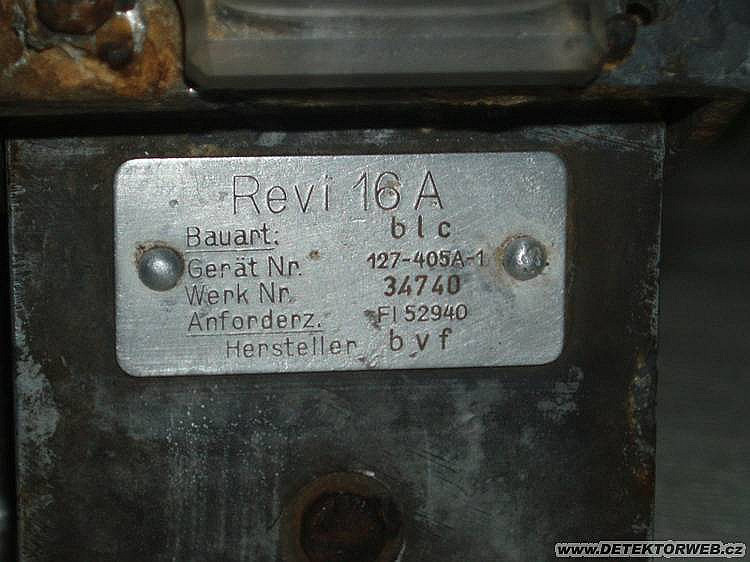 Revi 16 A
Bauart: blc
Gerät Nr. 127-405A-1
Werk Nr. 34740
Anforderz. Fl 52940
Hersteller bvf
www.DETEKTORWEB.cz